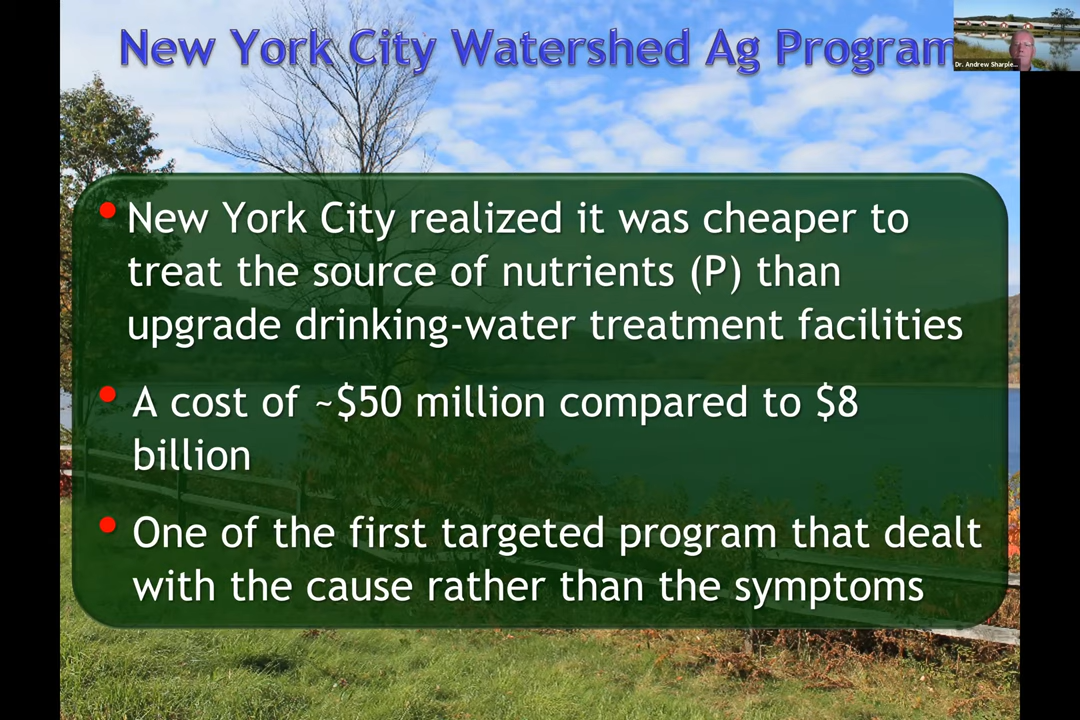 New York City Watershed Ag Program
Dr. Andrew Sharple...
• New York City realized it was cheaper to
treat the source of nutrients (P) than
upgrade drinking-water treatment facilities
• A cost of ~$50 million compared to $8
billion
• One of the first targeted program that dealt
with the cause rather than the symptoms